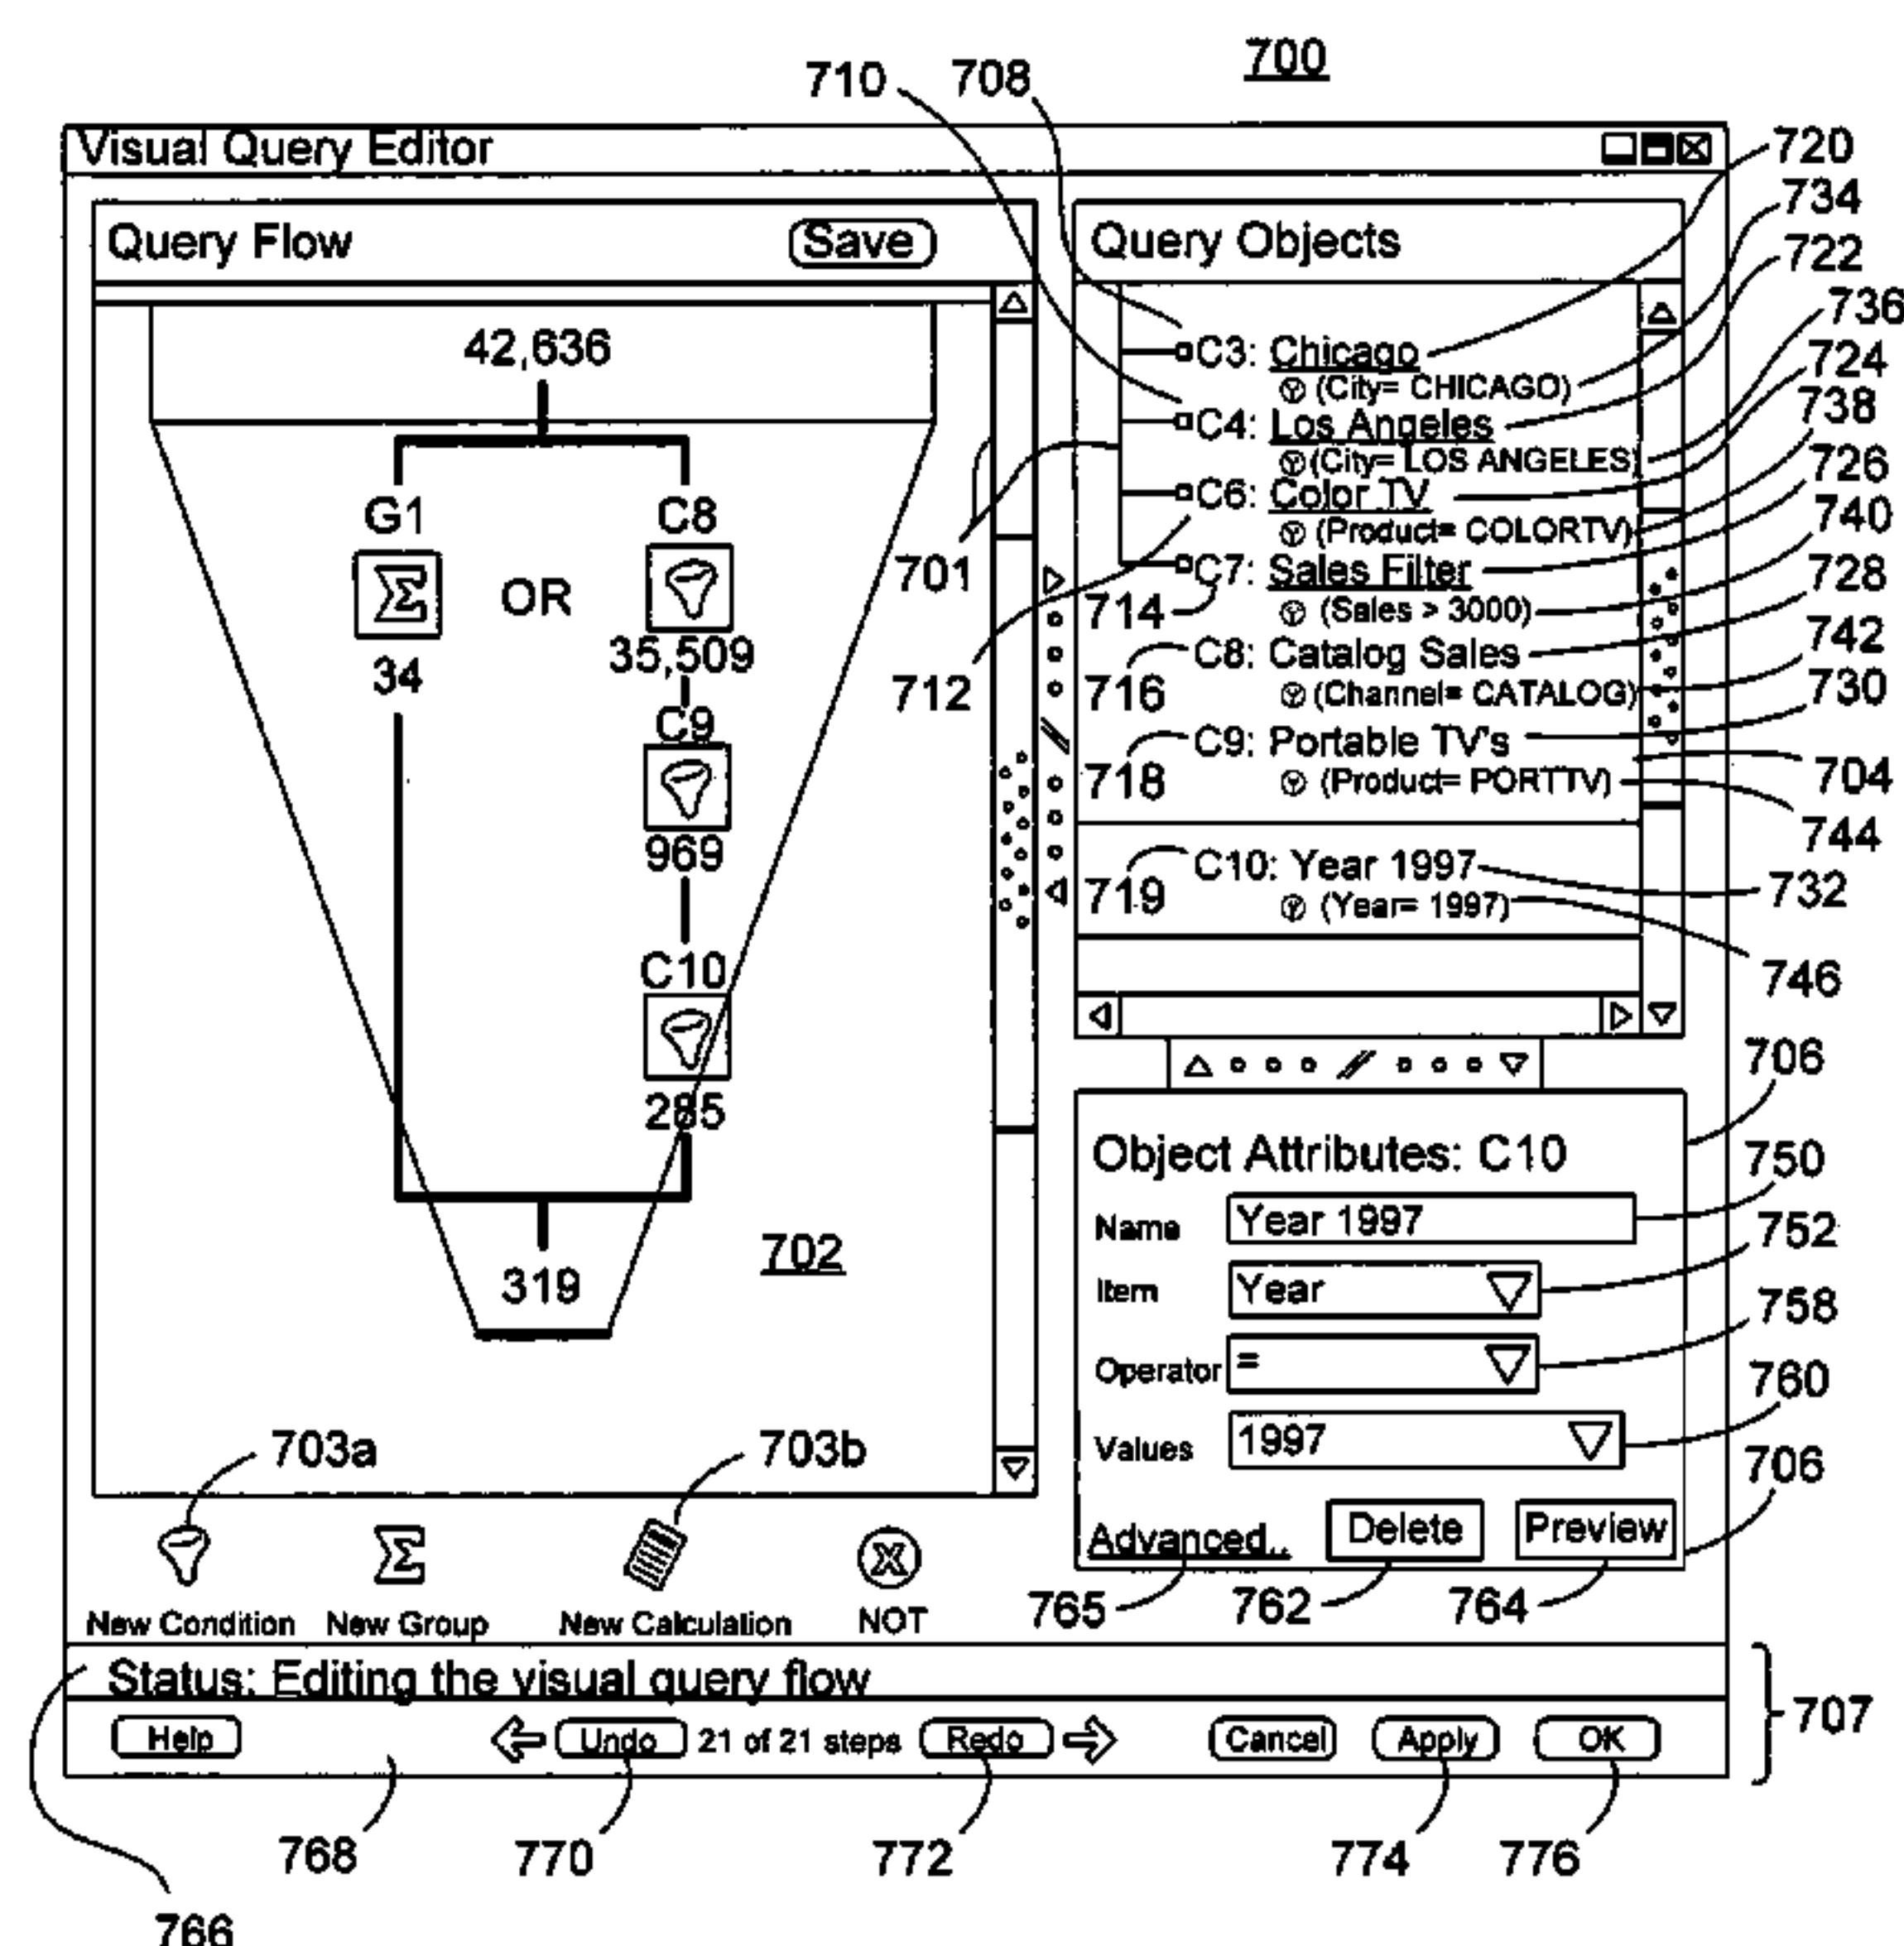 700
710 708
Visual Query Editor
720
734
722
736
724
738
726
740
728
742
730
704
744
732
746
Query Flow Save
42,636
G1 OR C8
34
35,509
C9
969
C10
285
319
702
701
712
Query Objects
C3: Chicago
(City= CHICAGO)
C4: Los Angeles
(City= LOS ANGELES)
C6: Color TV
(Product= COLORTV)
C7: Sales Filter
714 (Sales > 3000)
C8: Catalog Sales
716 (Channel= CATALOG)
C9: Portable TV's
718 (Product= PORTTV)
C10: Year 1997
719 (Year= 1997)
706
Object Attributes: C10
750
Name Year 1997
752
Item Year
758
Operator =
760
Values 1997
706
Advanced.. Delete Preview
765 762 764
703a 703b
New Condition New Group New Calculation NOT
Status: Editing the visual query flow
707
Help Undo 21 of 21 steps Redo Cancel Apply OK
768 770 772 774 776
766